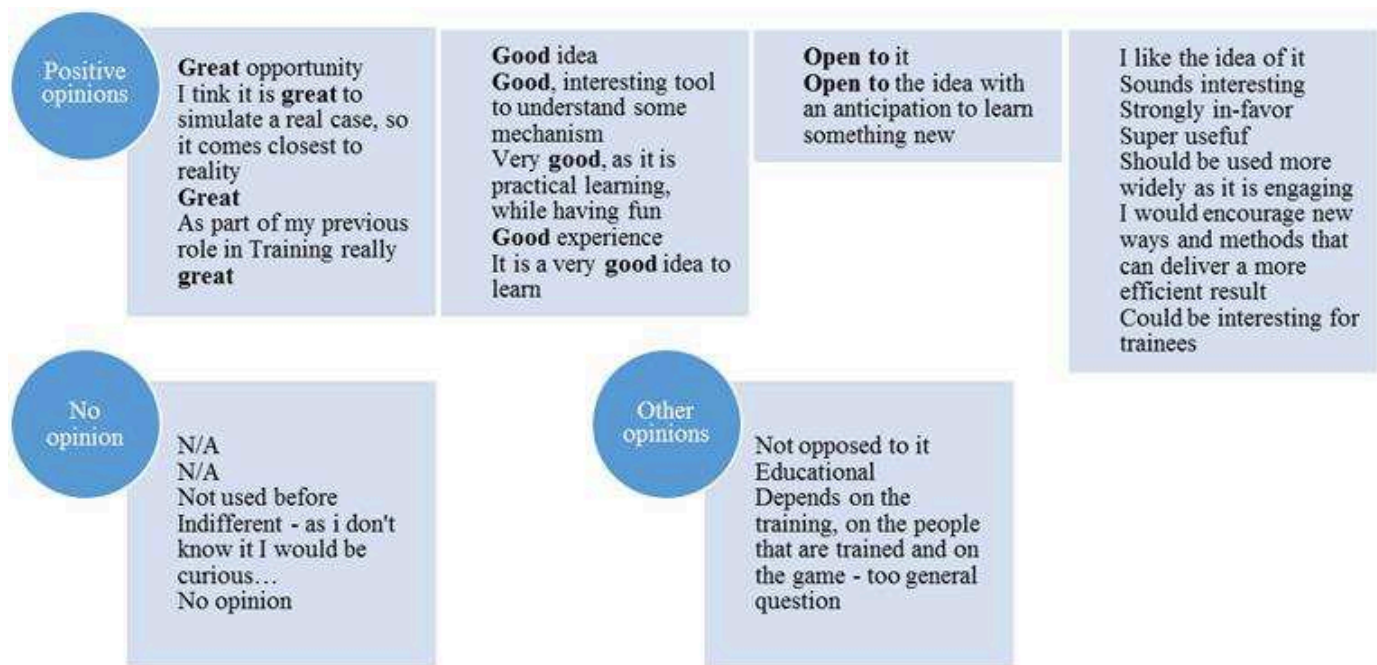 Positive
opinions
Great opportunity
I tink it is great to
simulate a real case, so
it comes closest to
reality
Great
As part of my previous
role in Training really
great
Good idea
Good, interesting tool
to understand some
mechanism
Very good, as it is
practical learning,
while having fun
Good experience
It is a very good idea to
learn
Open to it
Open to the idea with
an anticipation to learn
something new
I like the idea of it
Sounds interesting
Strongly in-favor
Super usefuf
Should be used more
widely as it is engaging
I would encourage new
ways and methods that
can deliver a more
efficient result
Could be interesting for
trainees
No
opinion
N/A
N/A
Not used before
Indifferent - as i don't
know it I would be
curious…
No opinion
Other
opinions
Not opposed to it
Educational
Depends on the
training, on the people
that are trained and on
the game - too general
question